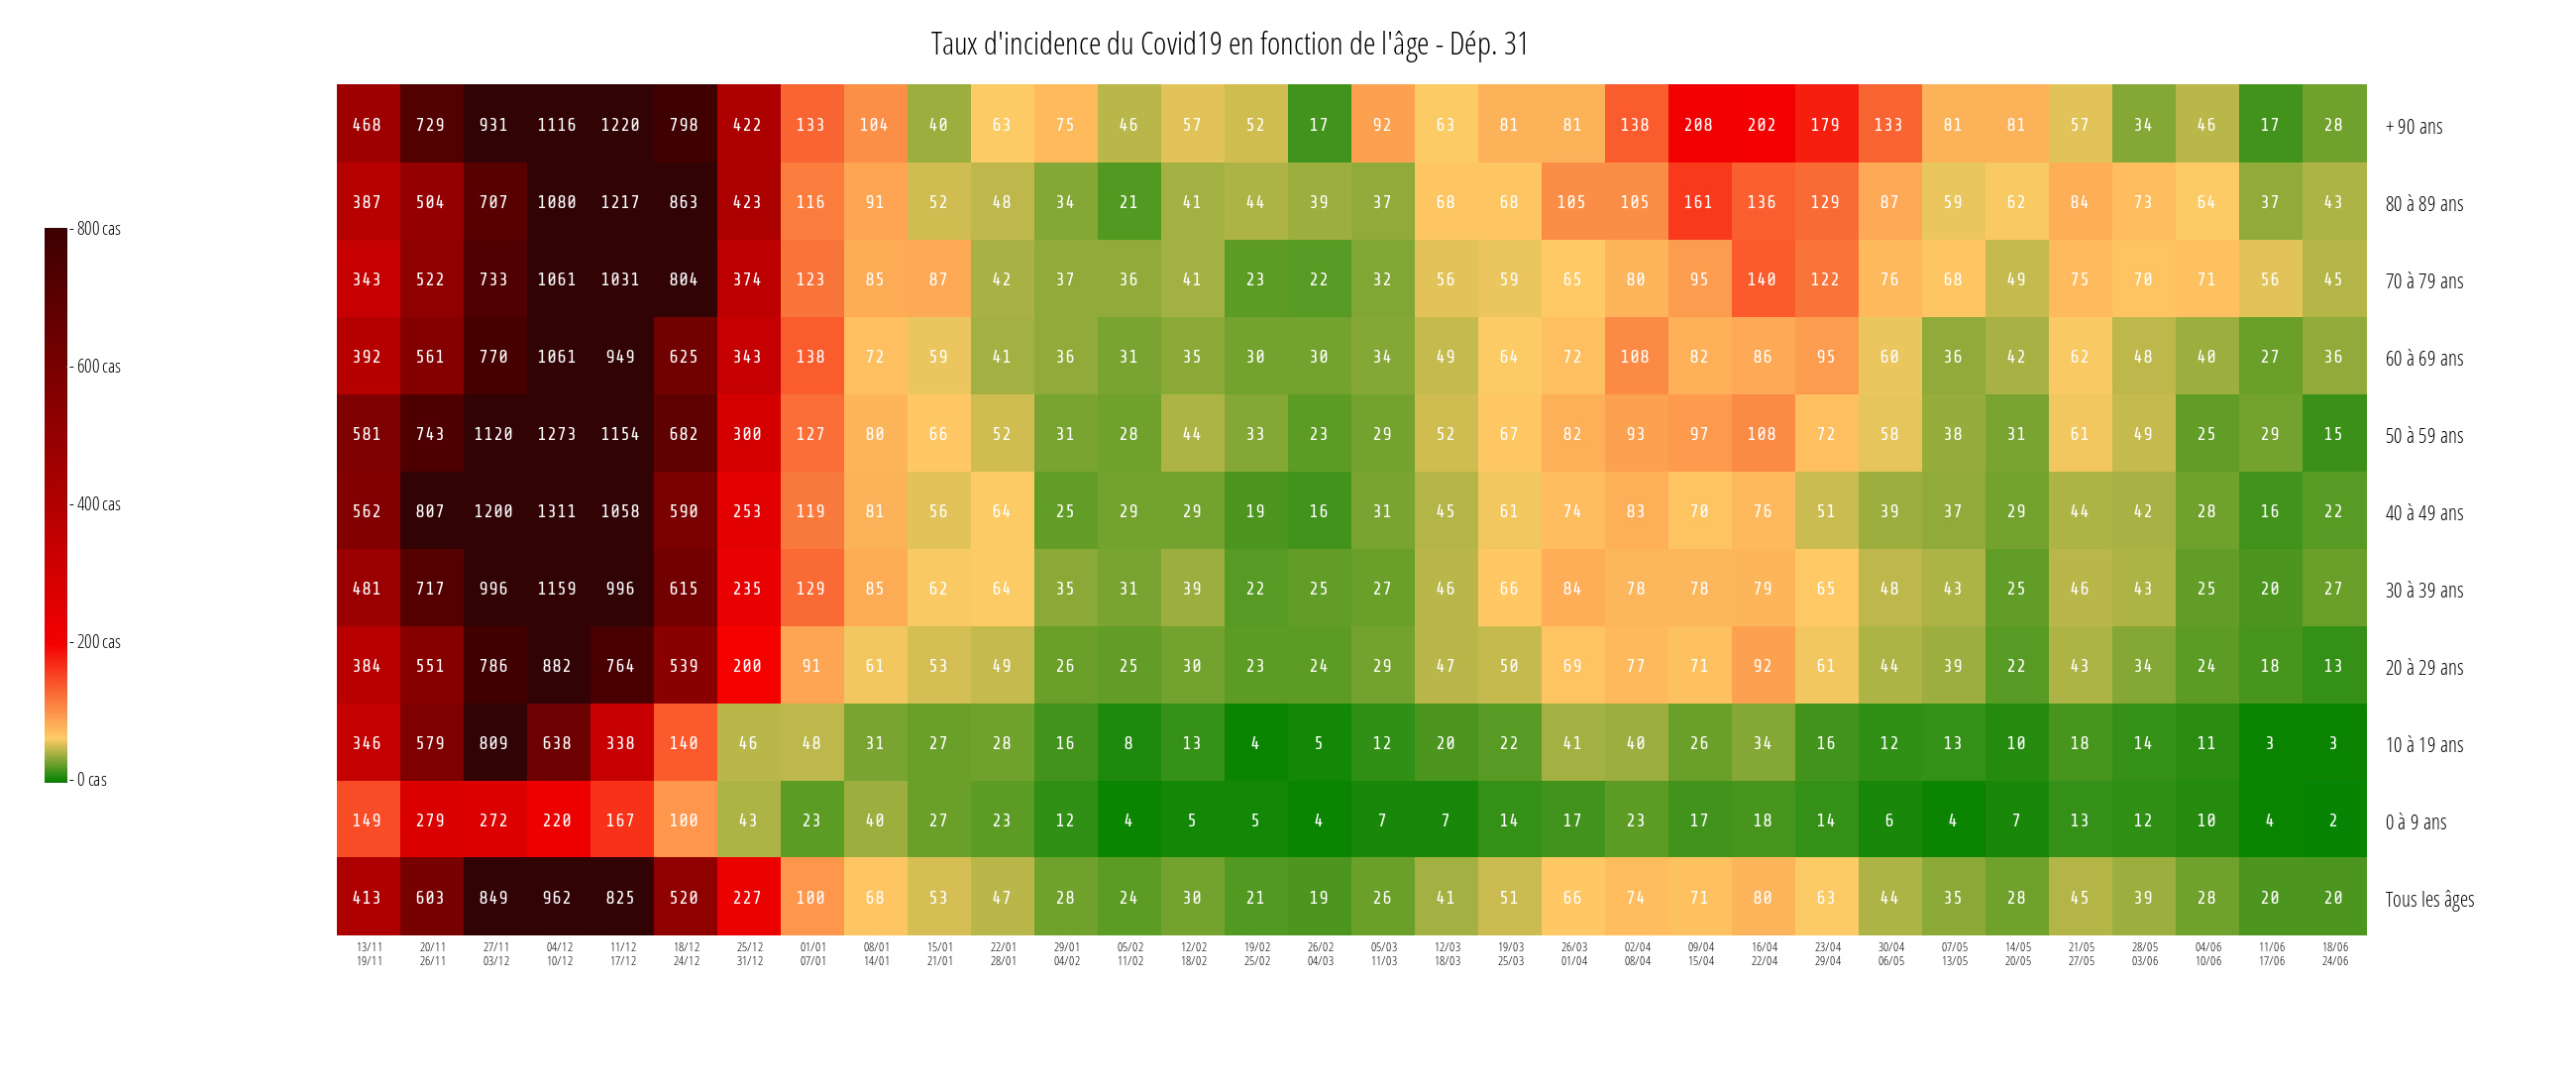 Taux d'incidence du Covid19 en fonction de l'âge - Dép. 31
468 729 931 1116 1220 798 422 133 104 40 63 75 46 57 52 17 92 63 81 81 138 208 202 179 133 81 81 57 34 46 17 28 + 90 ans
387 504 707 1080 1217 863 423 116 91 52 48 34 21 41 44 39 37 68 68 105 105 161 136 129 87 59 62 84 73 64 37 43 80 à 89 ans
- 800 cas
343 522 733 1061 1031 804 374 123 85 87 42 37 36 41 23 22 32 56 59 65 80 95 140 122 76 68 49 75 70 71 56 45 70 à 79 ans
392 561 770 1061 949 625 343 138 72 59 41 36 31 35 30 30 34 49 64 72 108 82 86 95 60 36 42 62 48 40 27 36 60 à 69 ans
- 600 cas
581 743 1120 1273 1154 682 300 127 80 66 52 31 28 44 33 23 29 52 67 82 93 97 108 72 58 38 31 61 49 25 29 15 50 à 59 ans
- 400 cas
562 807 1200 1311 1058 590 253 119 81 56 64 25 29 29 19 16 31 45 61 74 83 70 76 51 39 37 29 44 42 28 16 22 40 à 49 ans
481 717 996 1159 996 615 235 129 85 62 64 35 31 39 22 25 27 46 66 84 78 78 79 65 48 43 25 46 43 25 20 27 30 à 39 ans
- 200 cas
384 551 786 882 764 539 200 91 61 53 49 26 25 30 23 24 29 47 50 69 77 71 92 61 44 39 22 43 34 24 18 13 20 à 29 ans
346 579 809 638 338 140 46 48 31 27 28 16 8 13 4 5 12 20 22 41 40 26 34 16 12 13 10 18 14 11 3 3 10 à 19 ans
- 0 cas
149 279 272 220 167 100 43 23 40 27 23 12 4 5 5 4 7 7 14 17 23 17 18 14 6 4 7 13 12 10 4 2 0 à 9 ans
413 603 849 962 825 520 227 100 68 53 47 28 24 30 21 19 26 41 51 66 74 71 80 63 44 35 28 45 39 28 20 20 Tous les âges
13/11 20/11 27/11 04/12 11/12 18/12 25/12 01/01 08/01 15/01 22/01 29/01 05/02 12/02 19/02 26/02 05/03 12/03 19/03 26/03 02/04 09/04 16/04 23/04 30/04 07/05 14/05 21/05 28/05 04/06 11/06 18/06
19/11 26/11 03/12 10/12 17/12 24/12 31/12 07/01 14/01 21/01 28/01 04/02 11/02 18/02 25/02 04/03 11/03 18/03 25/03 01/04 08/04 15/04 22/04 29/04 06/05 13/05 20/05 27/05 03/06 10/06 17/06 24/06